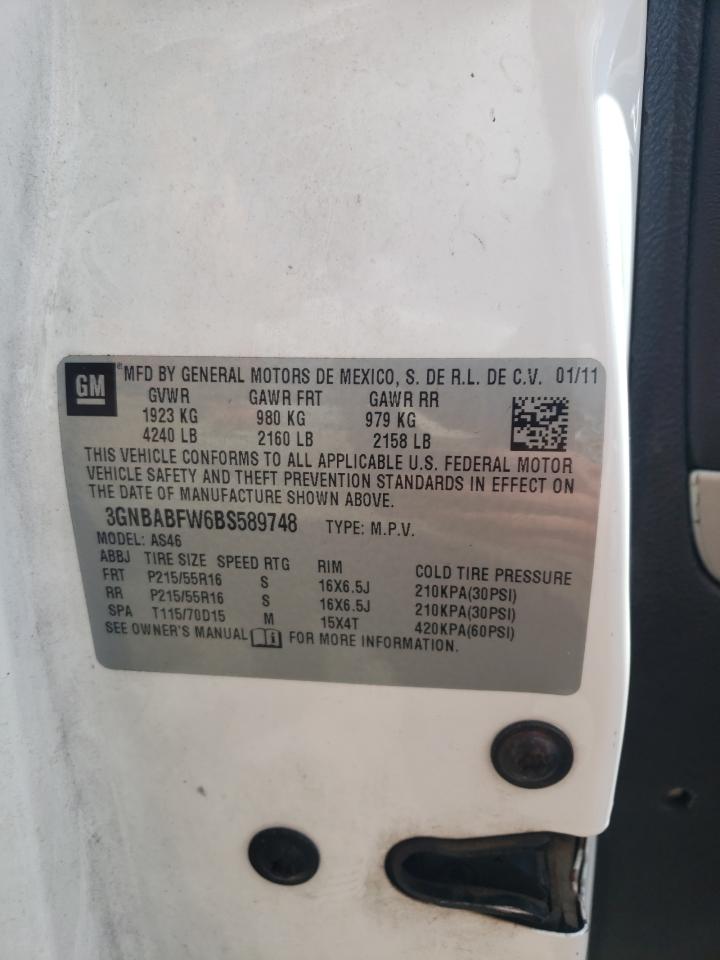 GM ® MFD BY GENERAL MOTORS DE MEXICO, S. DE R.L. DE C.V. 01/11
GVWR GAWR FRT GAWR RR
1923 KG 980 KG 979 KG
4240 LB 2160 LB 2158 LB
THIS VEHICLE CONFORMS TO ALL APPLICABLE U.S. FEDERAL MOTOR
VEHICLE SAFETY AND THEFT PREVENTION STANDARDS IN EFFECT ON
THE DATE OF MANUFACTURE SHOWN ABOVE.
3GNBABFW6BS589748 TYPE: M.P.V.
MODEL: AS46
ABBJ TIRE SIZE SPEED RTG RIM COLD TIRE PRESSURE
FRT P215/55R16 S 16X6.5J 210KPA(30PSI)
RR P215/55R16 S 16X6.5J 210KPA(30PSI)
SPA T115/70D15 M 15X4T 420KPA(60PSI)
SEE OWNER'S MANUAL i FOR MORE INFORMATION.